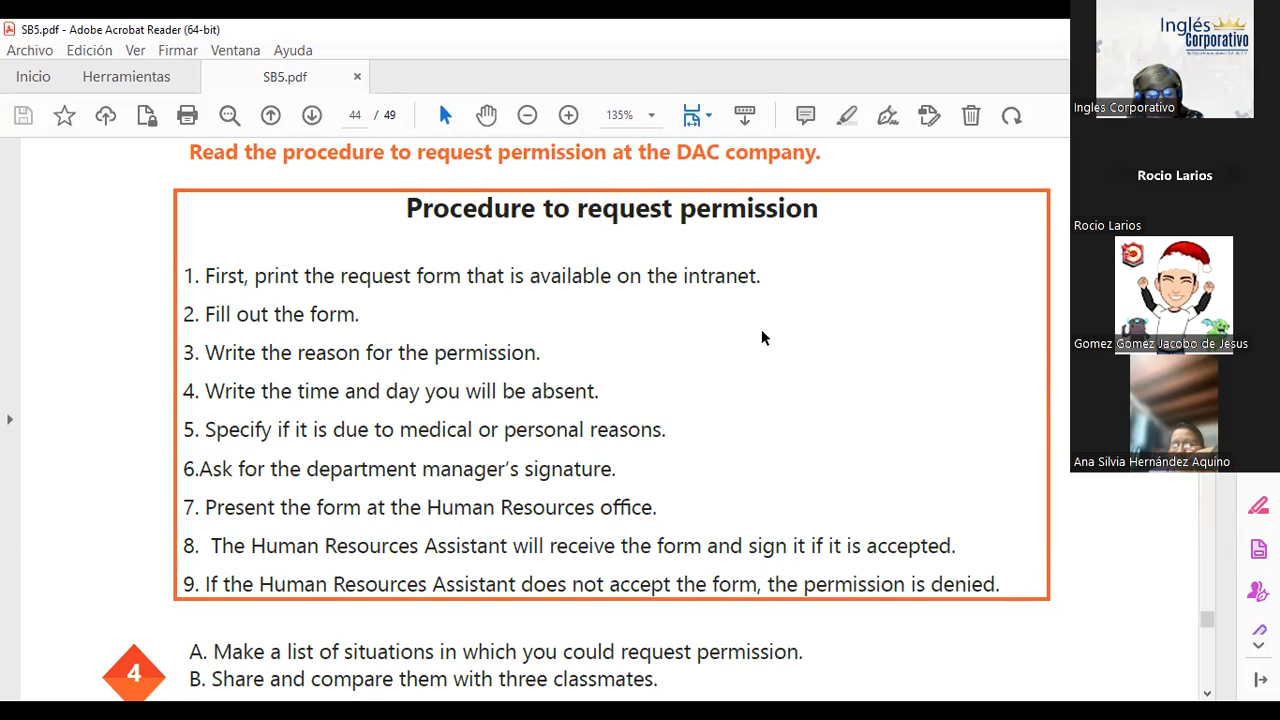 SB5.pdf - Adobe Acrobat Reader (64-bit)
Archivo Edición Ver Firmar Ventana Ayuda
Inicio Herramientas SB5.pdf ×
44 / 49 135%
Read the procedure to request permission at the DAC company.
Procedure to request permission
1. First, print the request form that is available on the intranet.
2. Fill out the form.
3. Write the reason for the permission.
4. Write the time and day you will be absent.
5. Specify if it is due to medical or personal reasons.
6.Ask for the department manager's signature.
7. Present the form at the Human Resources office.
8. The Human Resources Assistant will receive the form and sign it if it is accepted.
9. If the Human Resources Assistant does not accept the form, the permission is denied.
4
A. Make a list of situations in which you could request permission.
B. Share and compare them with three classmates.
Inglés
Corporativo
Ingles Corporativo
Rocio Larios
Rocio Larios
Gomez Gomez Jacobo de Jesus
Ana Silvia Hernández Aquino